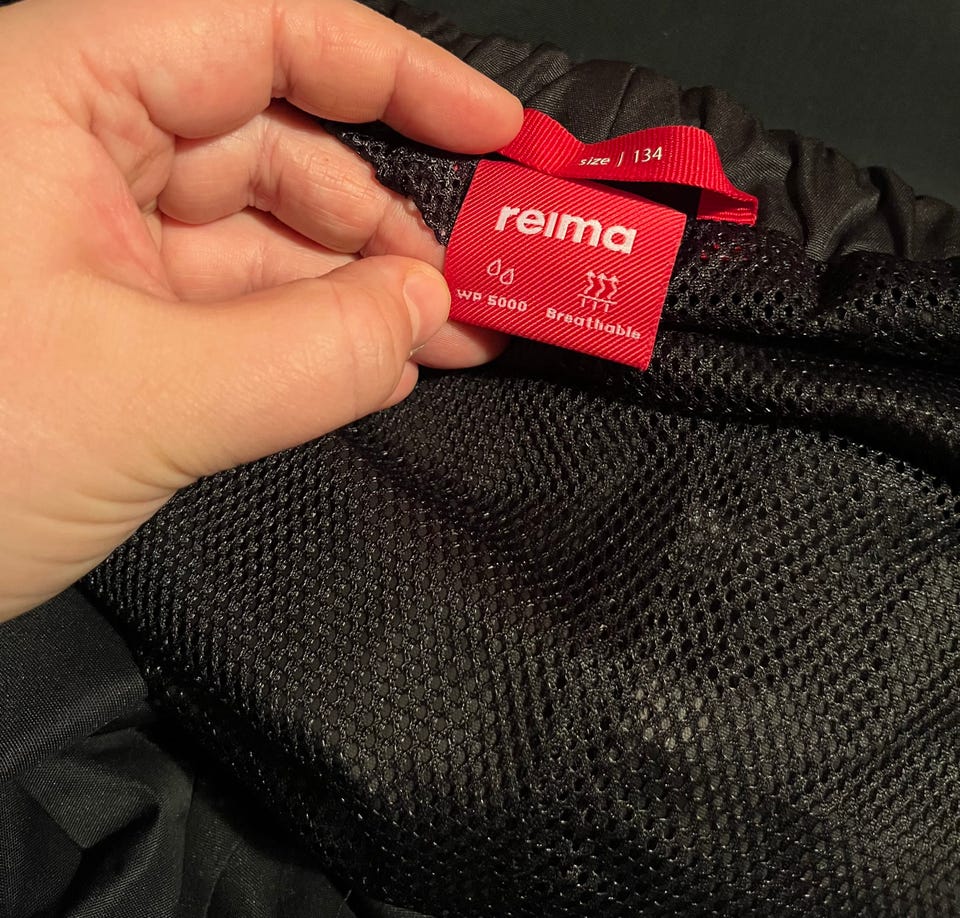 size | 134
reima
WP 5000
Breathable